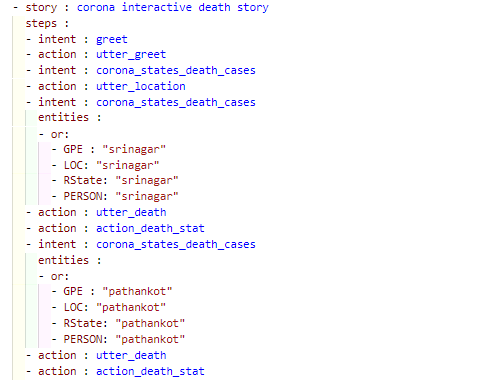 - story : corona interactive death story
steps :
- intent : greet
- action : utter_greet
- intent : corona_states_death_cases
- action : utter_location
- intent : corona_states_death_cases
entities :
- or:
- GPE : "srinagar"
- LOC: "srinagar"
- RState: "srinagar"
- PERSON: "srinagar"
- action : utter_death
- action : action_death_stat
- intent : corona_states_death_cases
entities :
- or:
- GPE : "pathankot"
- LOC: "pathankot"
- RState: "pathankot"
- PERSON: "pathankot"
- action : utter_death
- action : action_death_stat